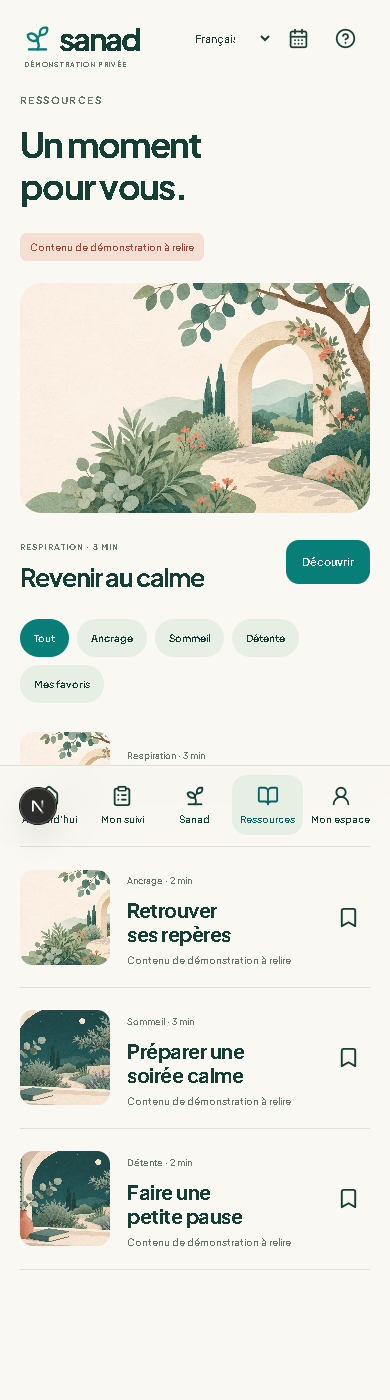 sanad
DÉMONSTRATION PRIVÉE
Français
RESSOURCES
Un moment
pour vous.
Contenu de démonstration à relire
RESPIRATION · 3 MIN
Revenir au calme
Découvrir
Tout
Ancrage
Sommeil
Détente
Mes favoris
Respiration · 3 min
N
Mon suivi
Sanad
Ressources
Mon espace
Ancrage · 2 min
Retrouver
ses repères
Contenu de démonstration à relire
Sommeil · 3 min
Préparer une
soirée calme
Contenu de démonstration à relire
Détente · 2 min
Faire une
petite pause
Contenu de démonstration à relire